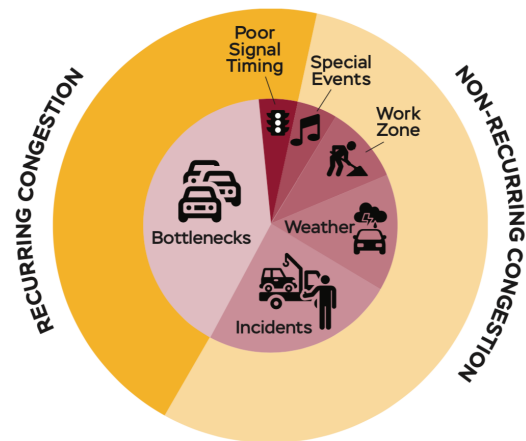 Poor
Signal
Timing
Special
Events
Work
Zone
Weather
Incidents
Bottlenecks
RECURRING CONGESTION
NON-RECURRING CONGESTION